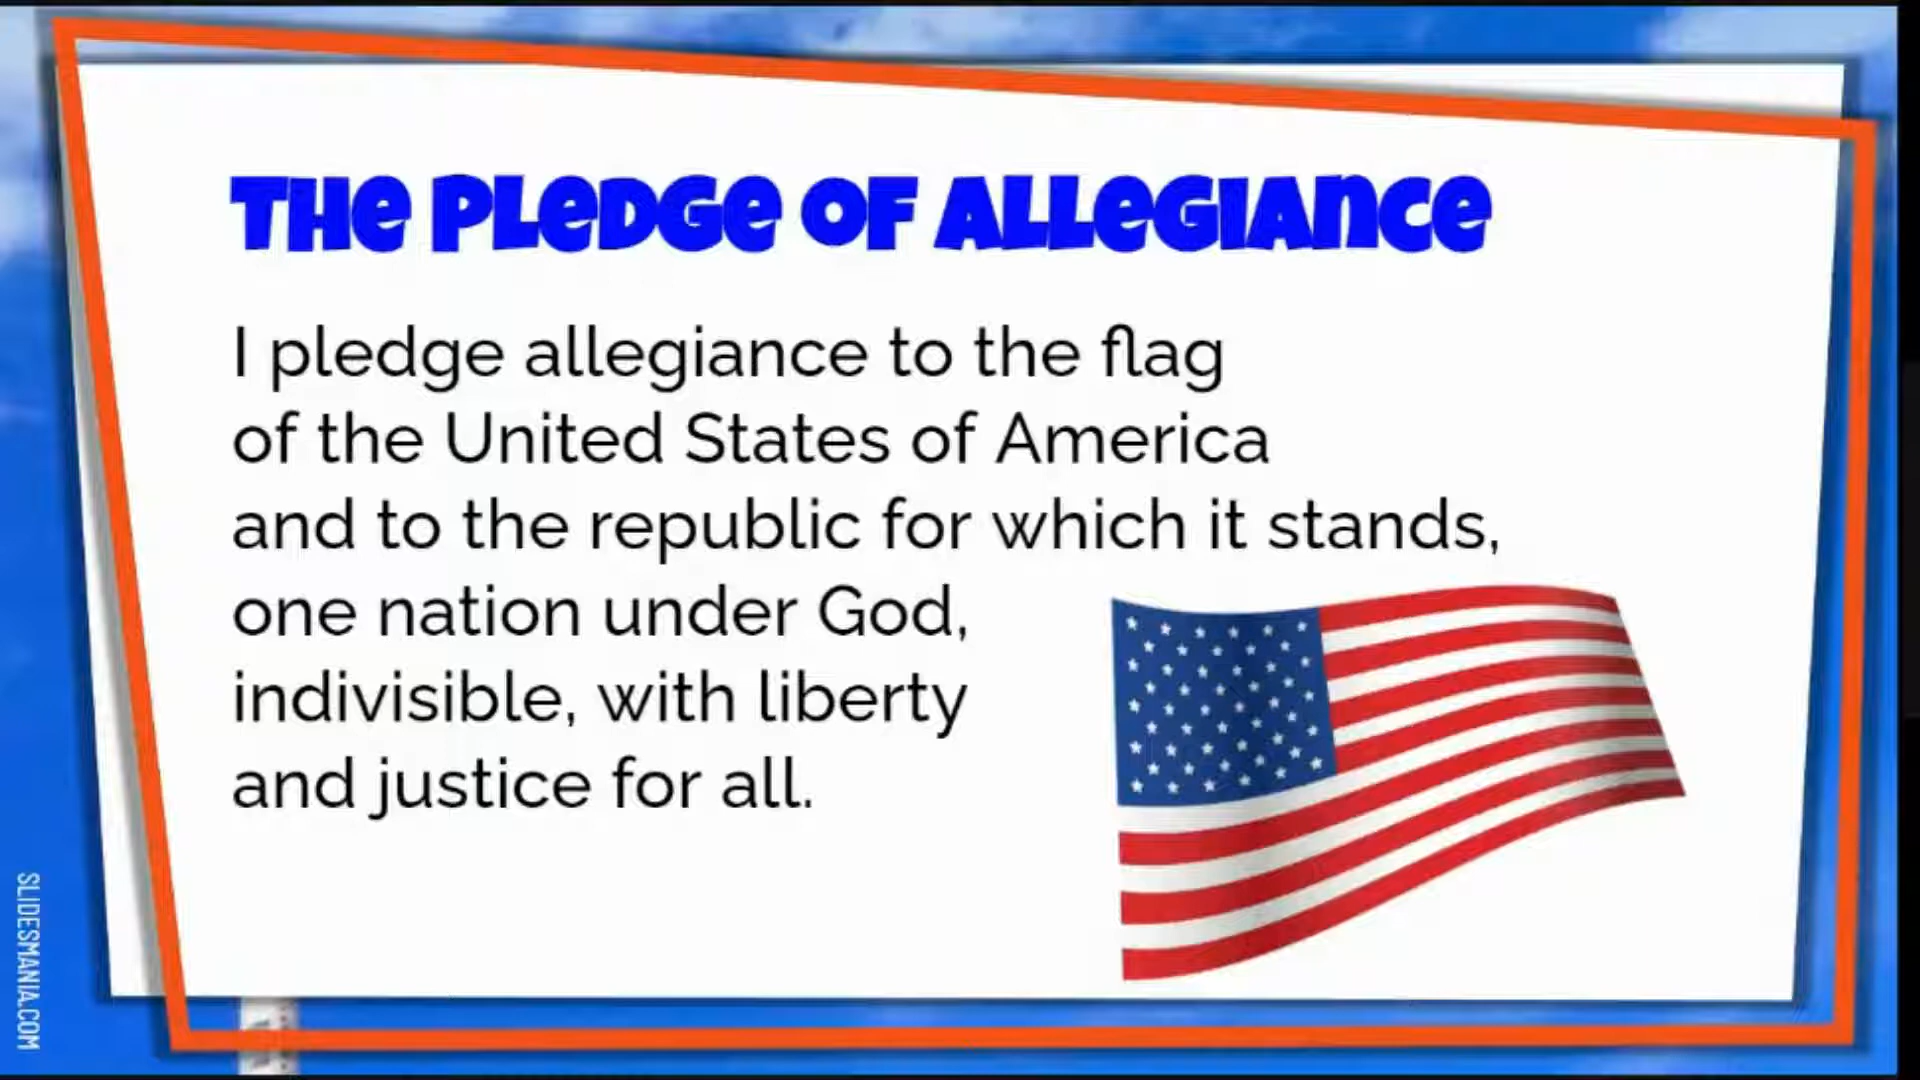 THE PLEDGE OF ALLEGIANCE
I pledge allegiance to the flag
of the United States of America
and to the republic for which it stands,
one nation under God,
indivisible, with liberty
and justice for all.
SLIDESMANIA.COM